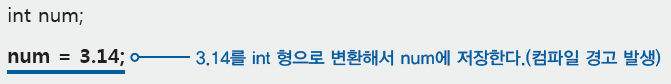 int num;
num = 3.14; 3.14를 int 형으로 변환해서 num에 저장한다.(컴파일 경고 발생)